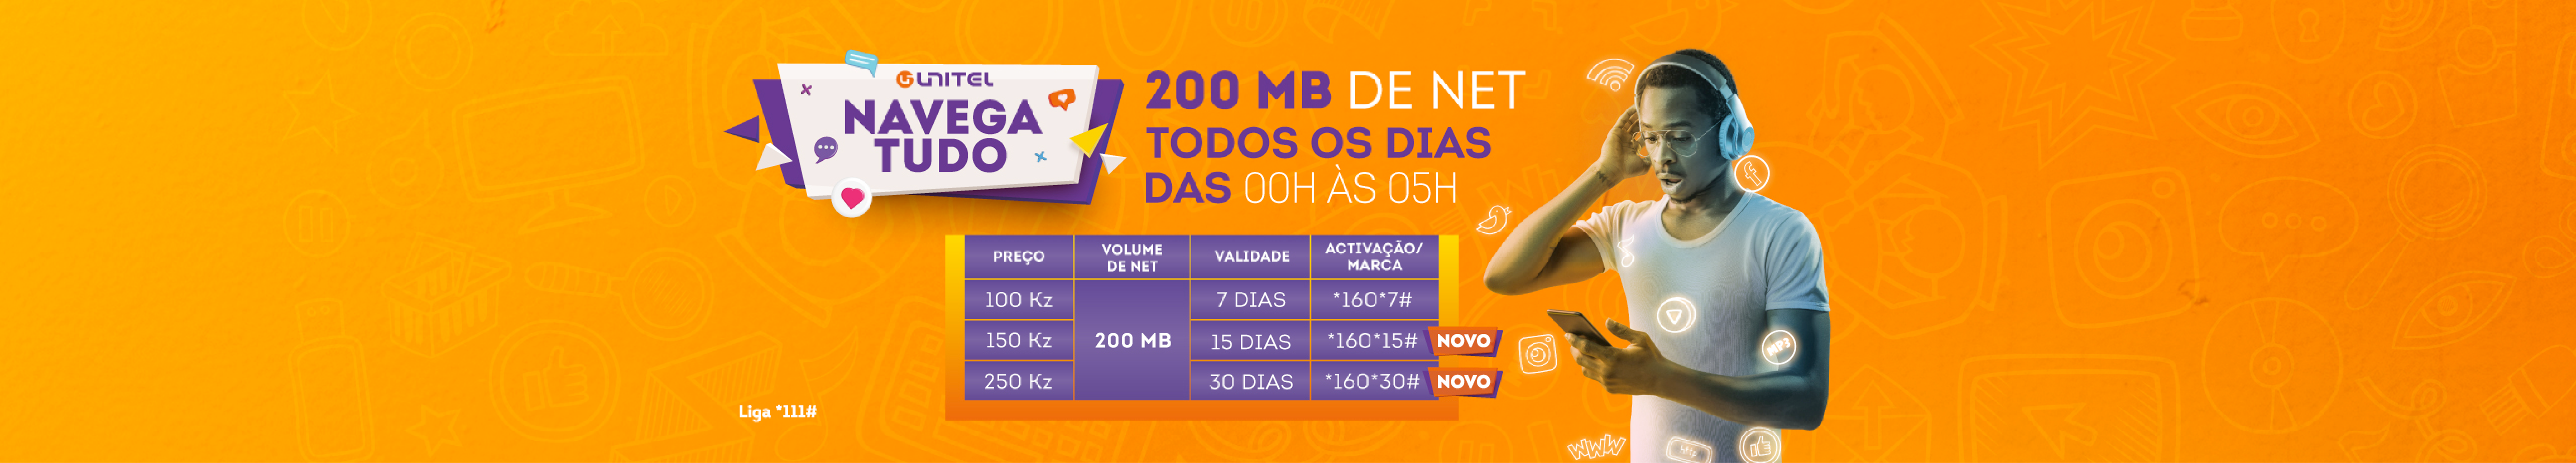 UNITEL
NAVEGA
TUDO
200 MB DE NET
TODOS OS DIAS
DAS 00H ÀS 05H
PREÇO VOLUME DE NET VALIDADE ACTIVAÇÃO/ MARCA
100 Kz 7 DIAS *160*7#
150 Kz 200 MB 15 DIAS *160*15# NOVO
250 Kz 30 DIAS *160*30# NOVO
Liga *111#
MP3
WWW